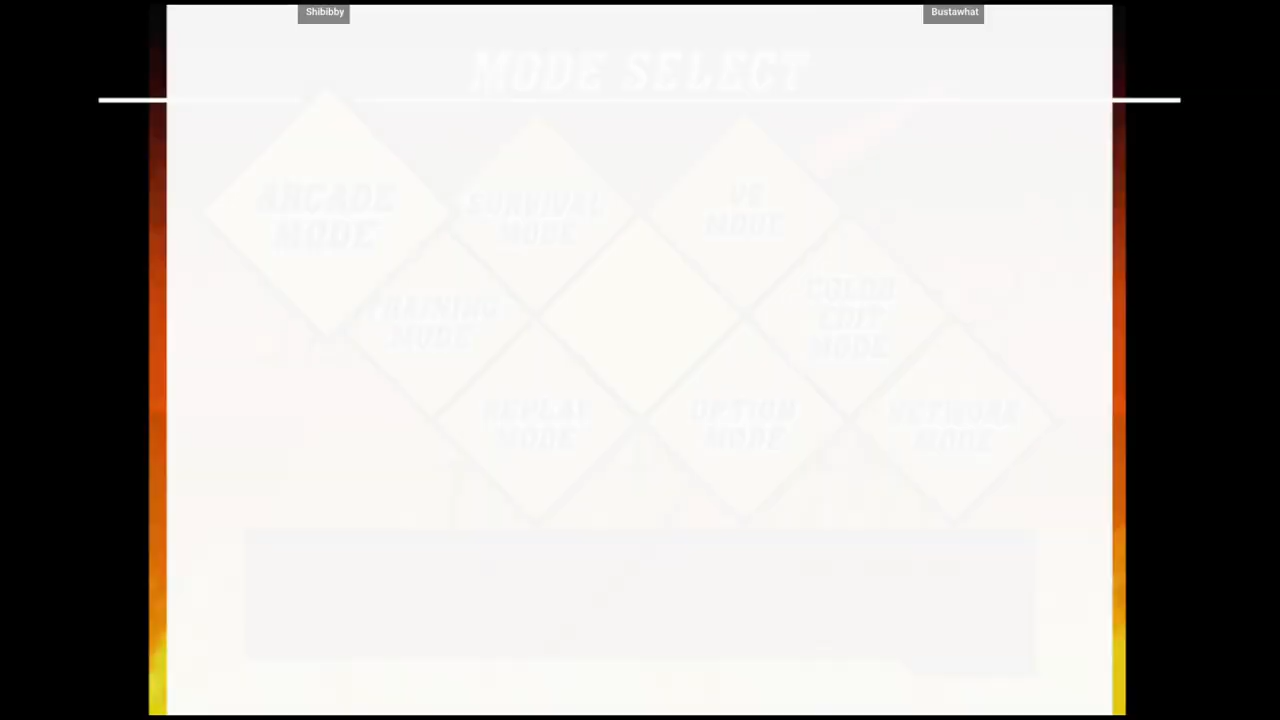 Shibibby
Bustawhat
MODE SELECT
ARCADE
MODE
SURVIVAL
MODE
VS
MODE
TRAINING
MODE
COLOR
EDIT
MODE
REPLAY
MODE
OPTION
MODE
NETWORK
MODE